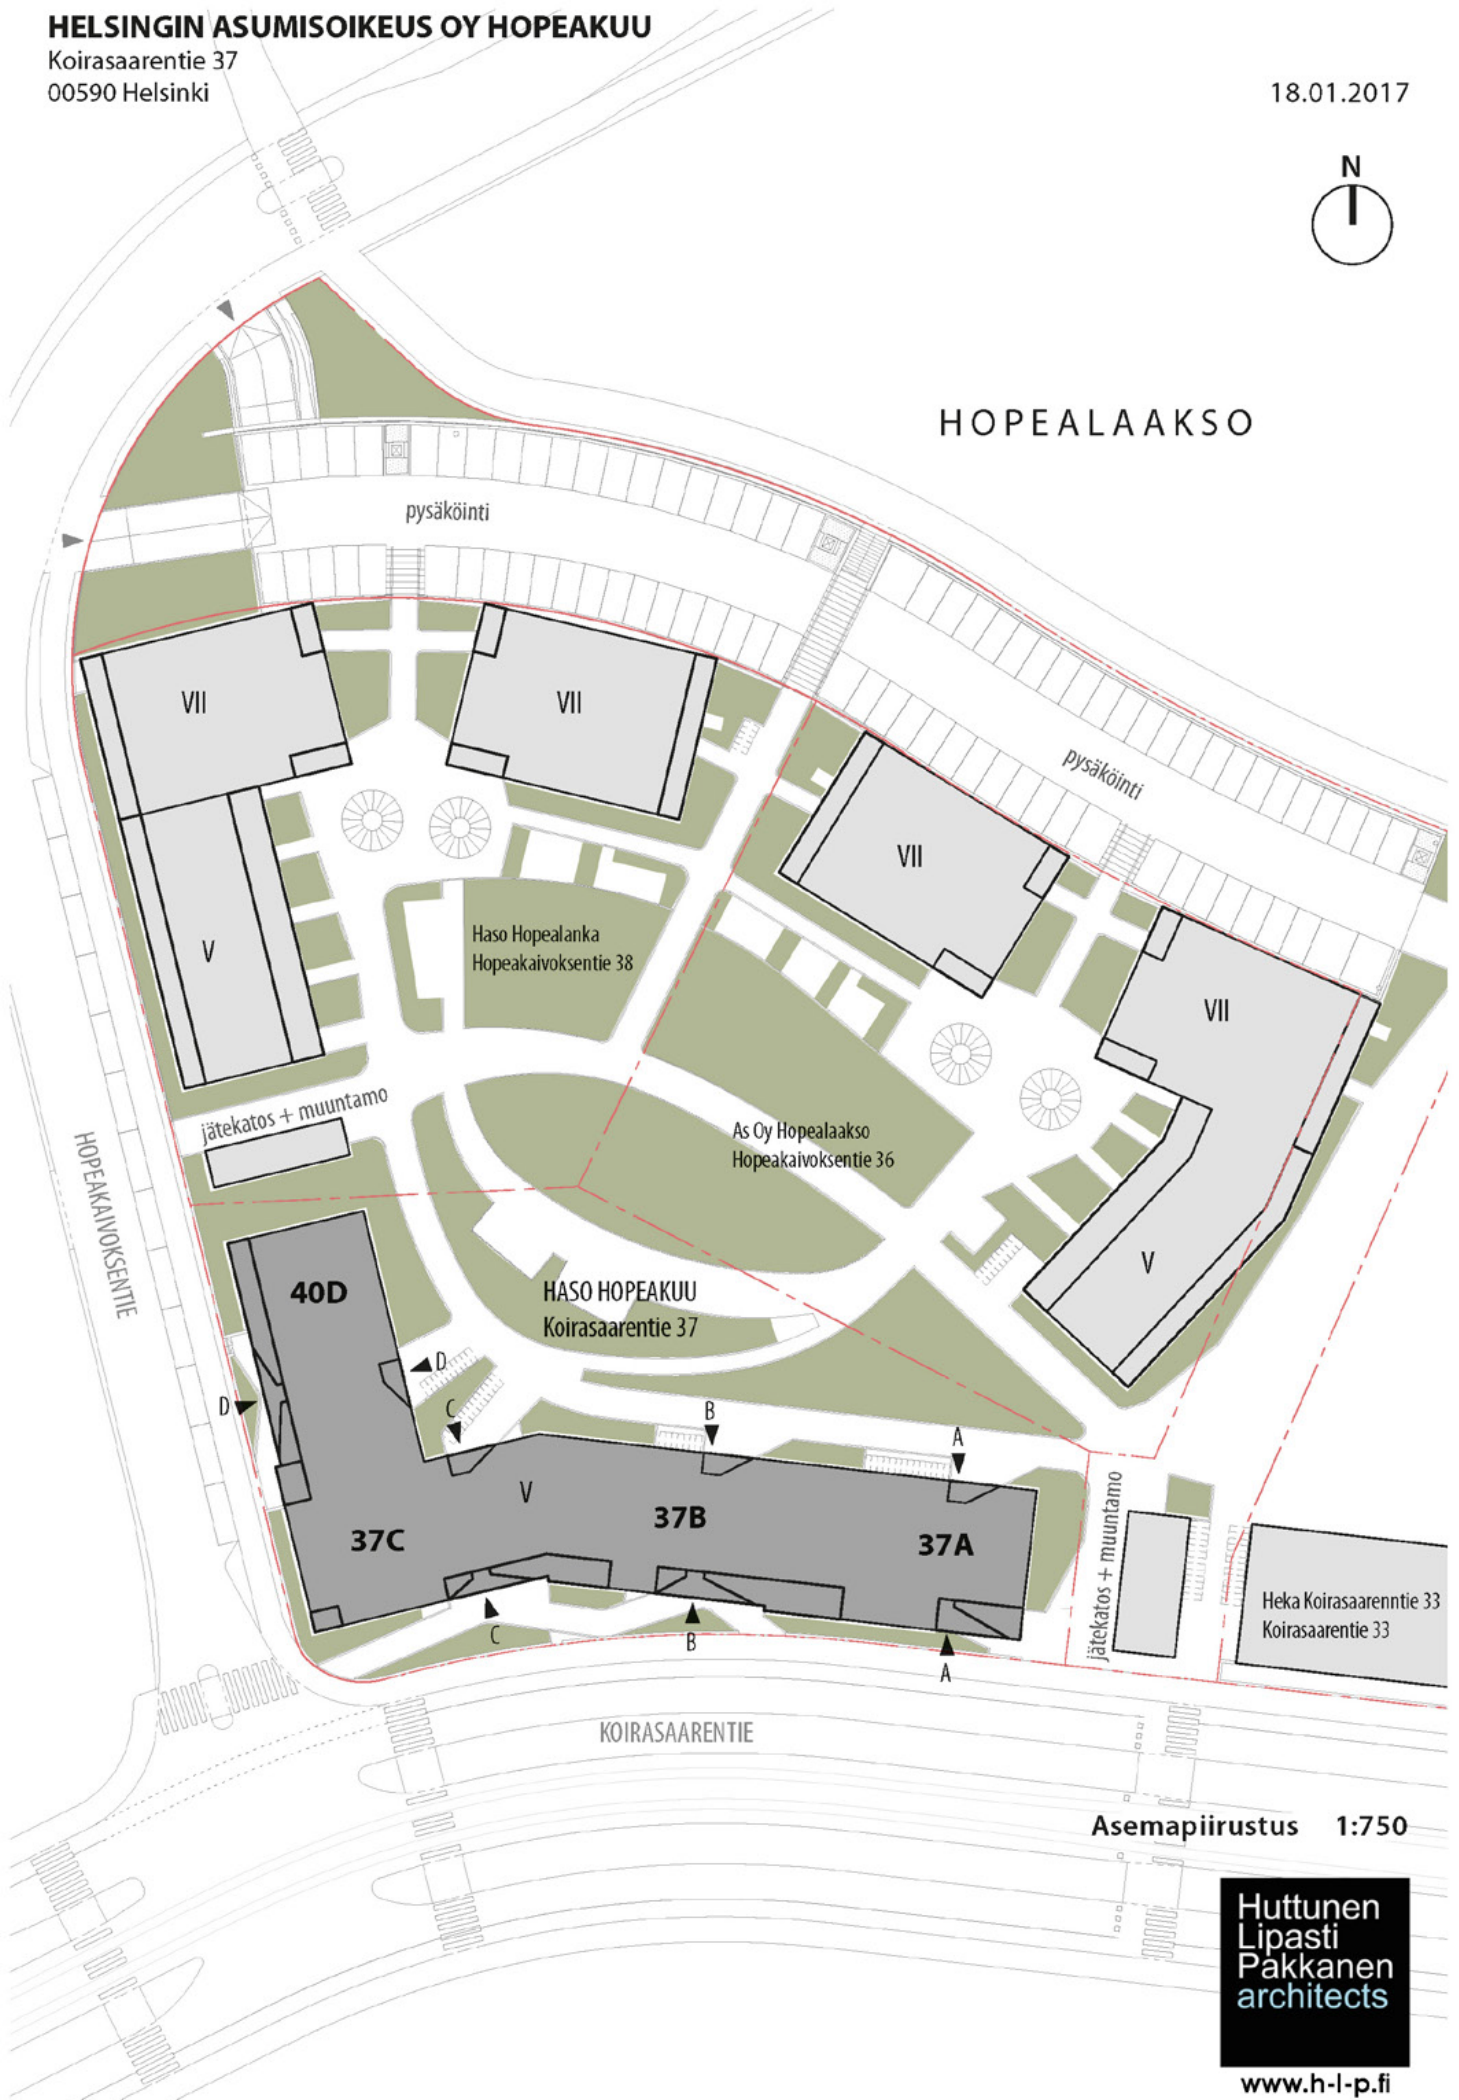 HELSINGIN ASUMISOIKEUS OY HOPEAKUU
Koirasaarentie 37
00590 Helsinki
18.01.2017
N
HOPEALAAKSO
pysäköinti
VII
VII
pysäköinti
VII
V
Haso Hopealanka
Hopeakaivoksentie 38
VII
jätekatos + muuntamo
As Oy Hopealaakso
Hopeakaivoksentie 36
HOPEAKAIVOKSENTIE
V
40D
HASO HOPEAKUU
Koirasaarentie 37
D
D
C
B
A
V
37C
37B
37A
jätekatos + muuntamo
Heka Koirasaarenntie 33
Koirasaarentie 33
C
B
A
KOIRASAARENTIE
Asemapiirustus 1:750
Huttunen
Lipasti
Pakkanen
architects
www.h-l-p.fi